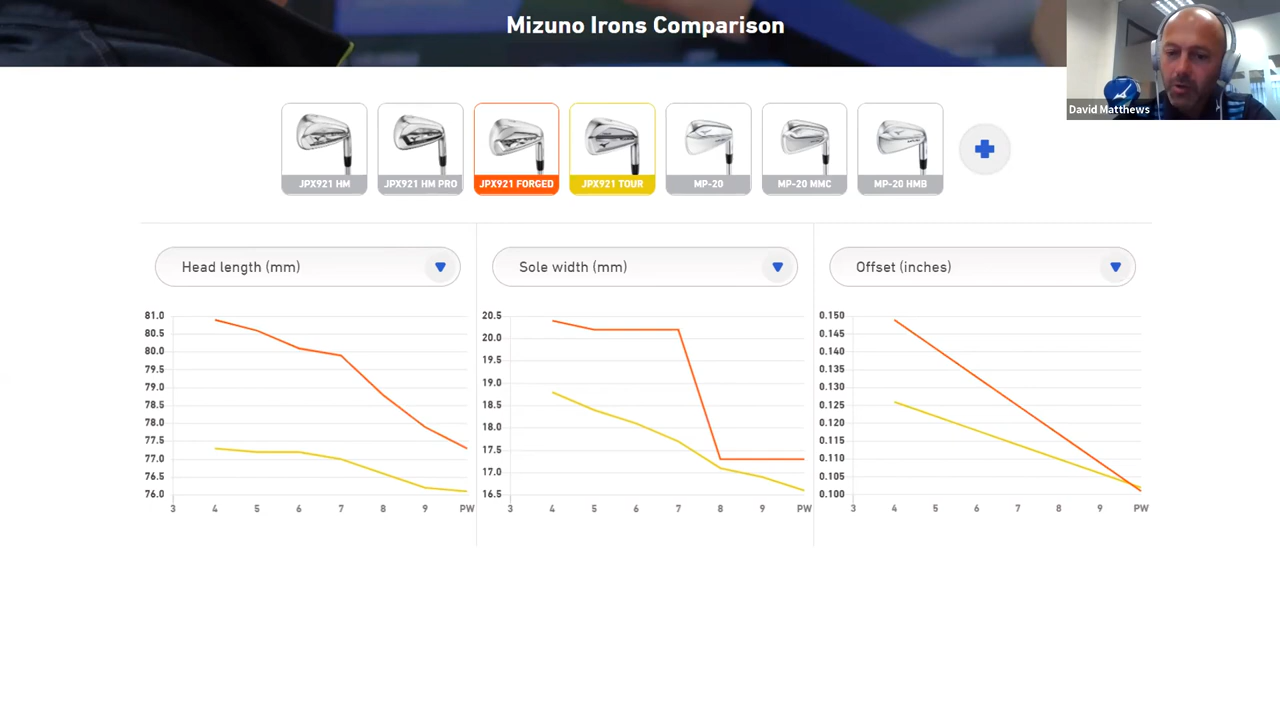 Mizuno Irons Comparison
David Matthews
JPX921 HM
JPX921 HM PRO
JPX921 FORGED
JPX921 TOUR
MP-20
MP-20 MMC
MP-20 HMB
Head length (mm)
Sole width (mm)
Offset (inches)
81.0
80.5
80.0
79.5
79.0
78.5
78.0
77.5
77.0
76.5
76.0
3 4 5 6 7 8 9 PW
20.5
20.0
19.5
19.0
18.5
18.0
17.5
17.0
16.5
3 4 5 6 7 8 9 PW
0.150
0.145
0.140
0.135
0.130
0.125
0.120
0.115
0.110
0.105
0.100
3 4 5 6 7 8 9 PW